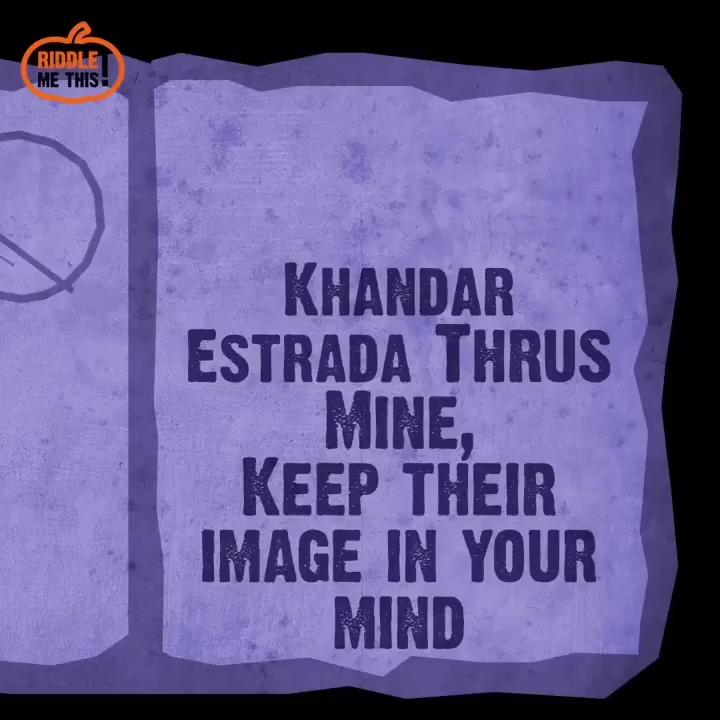 RIDDLE
ME THIS!
KHANDAR
ESTRADA THRUS
MINE,
KEEP THEIR
IMAGE IN YOUR
MIND